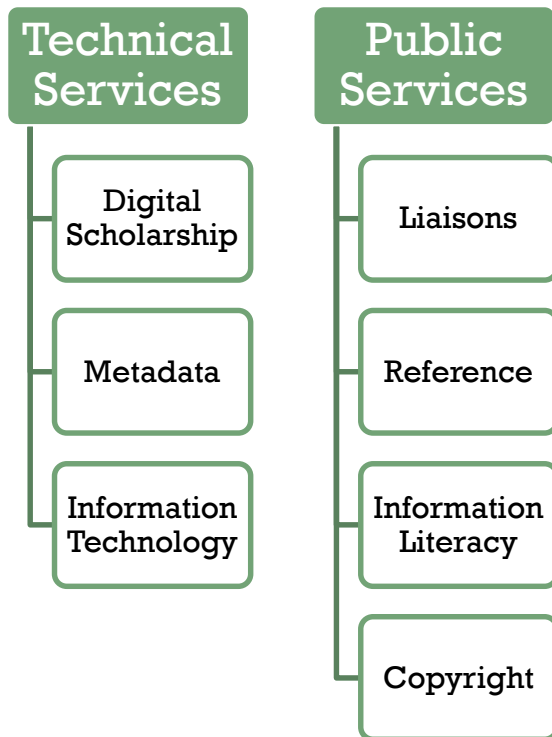 Technical
Services
Digital
Scholarship
Metadata
Information
Technology
Public
Services
Liaisons
Reference
Information
Literacy
Copyright